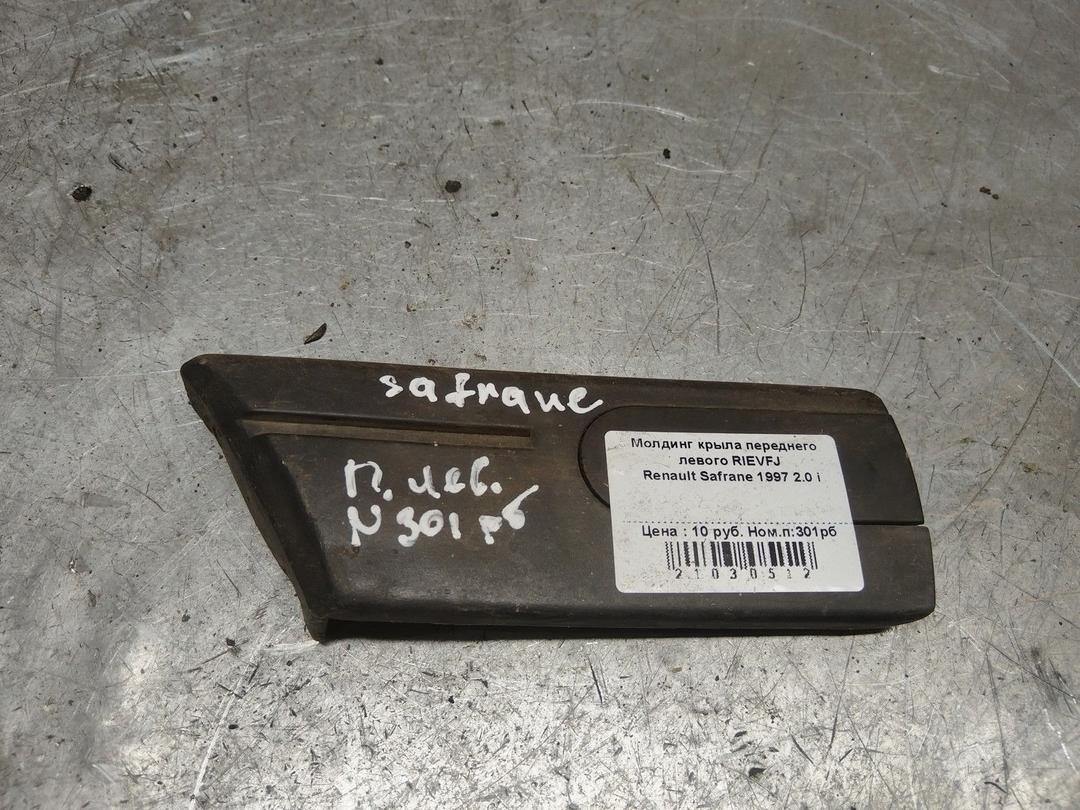 safrane
П. лев.
N 301 рб
Молдинг крыла переднего
левого RIEVFJ
Renault Safrane 1997 2.0 i
Цена : 10 руб. Ном.п:301рб
21030512